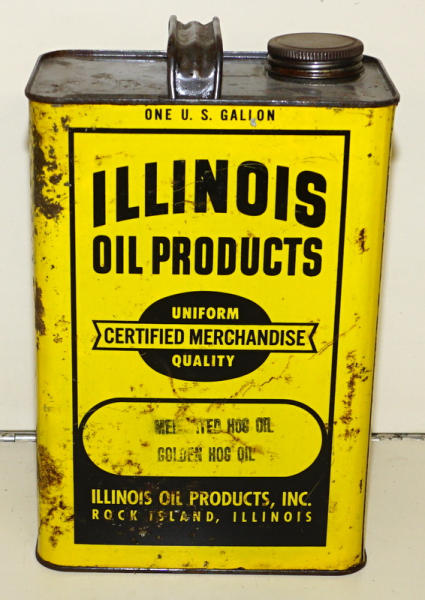 ONE U. S. GALLON
ILLINOIS
OIL PRODUCTS
UNIFORM
CERTIFIED MERCHANDISE
QUALITY
HOG OIL
GOLDEN HOG OIL
ILLINOIS OIL PRODUCTS, INC.
ROCK ISLAND, ILLINOIS